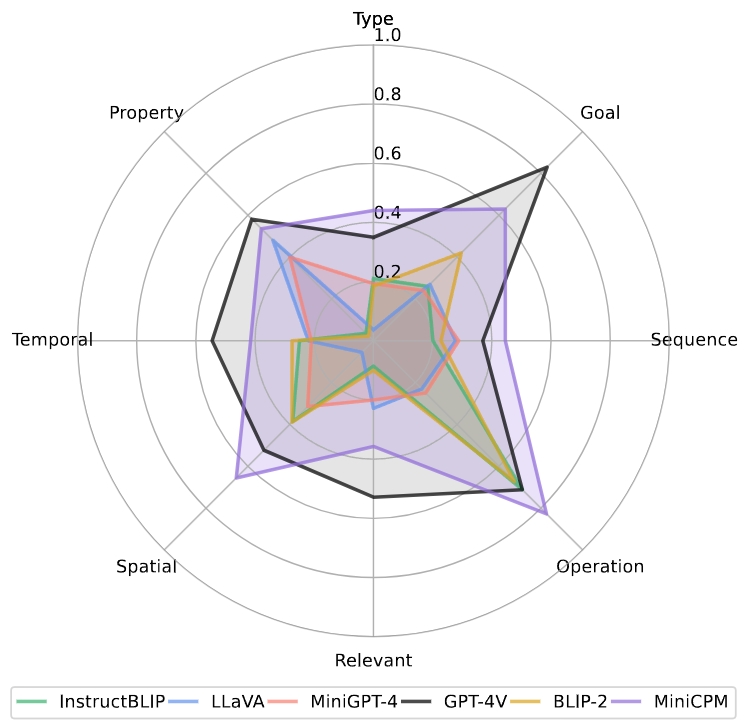 Type
1.0
Property
Goal
0.8
0.6
0.4
0.2
Temporal
Sequence
Spatial
Operation
Relevant
InstructBLIP LLaVA MiniGPT-4 GPT-4V BLIP-2 MiniCPM